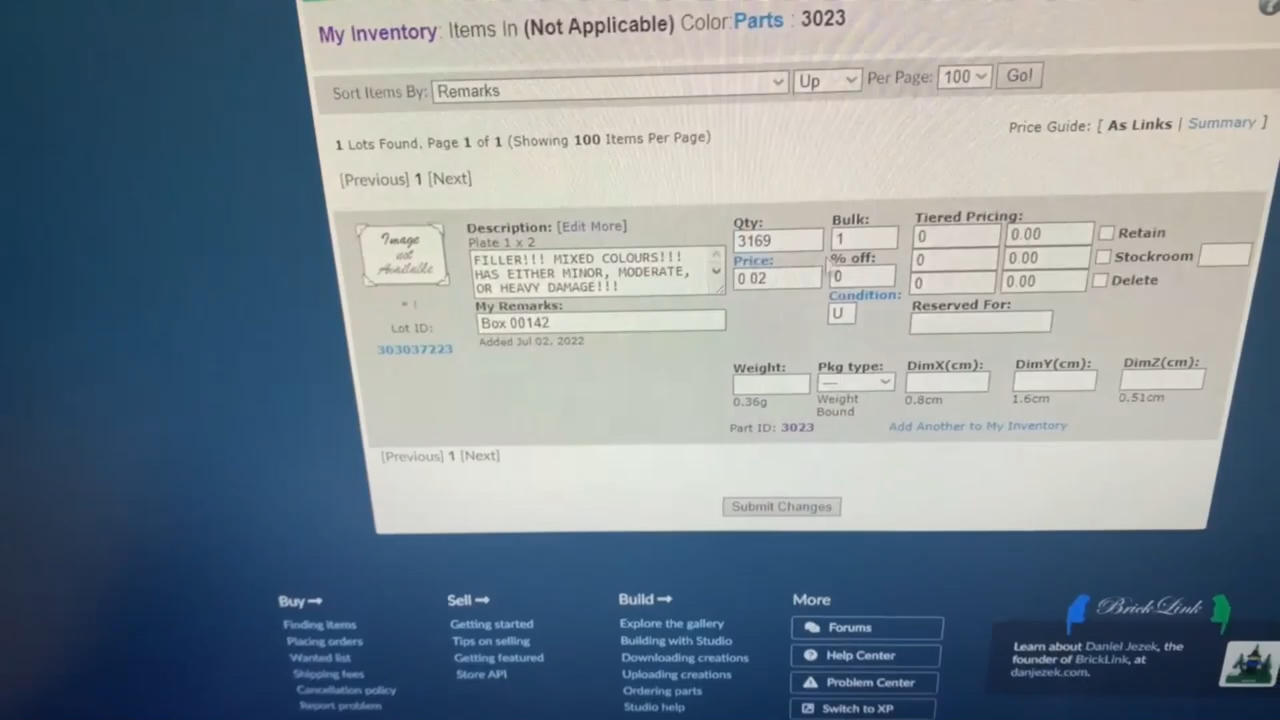 My Inventory: Items In (Not Applicable) Color:Parts : 3023
Sort Items By: Remarks Up Per Page: 100 Go!
1 Lots Found, Page 1 of 1 (Showing 100 Items Per Page)
Price Guide: [ As Links | Summary ]
[Previous] 1 [Next]
Image
not
Available
* !
Lot ID:
303037223
Description: [Edit More]
Plate 1 x 2
FILLER!!! MIXED COLOURS!!!
HAS EITHER MINOR, MODERATE,
OR HEAVY DAMAGE!!!
My Remarks:
Box 00142
Added Jul 02, 2022
Qty:
3169
Price:
0 02
Bulk:
1
% off:
0
Condition:
U
Tiered Pricing:
0 0.00
0 0.00
0 0.00
Reserved For:
Retain
Stockroom
Delete
Weight:
0.36g
Pkg type:
---
Weight
Bound
DimX(cm):
0.8cm
DimY(cm):
1.6cm
DimZ(cm):
0.51cm
Part ID: 3023
Add Another to My Inventory
[Previous] 1 [Next]
Submit Changes
Buy
Finding items
Placing orders
Wanted list
Shipping fees
Cancellation policy
Report problem
Sell
Getting started
Tips on selling
Getting featured
Store API
Build
Explore the gallery
Building with Studio
Downloading creations
Uploading creations
Ordering parts
Studio help
More
Forums
Help Center
Problem Center
Switch to XP
BrickLink
Learn about Daniel Jezek, the
founder of BrickLink, at
danjezek.com.